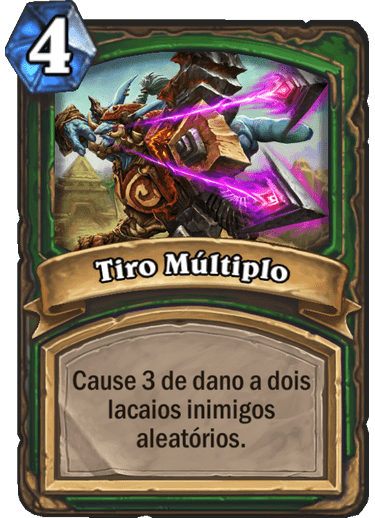 4
Tiro Múltiplo
Cause 3 de dano a dois
lacaios inimigos
aleatórios.